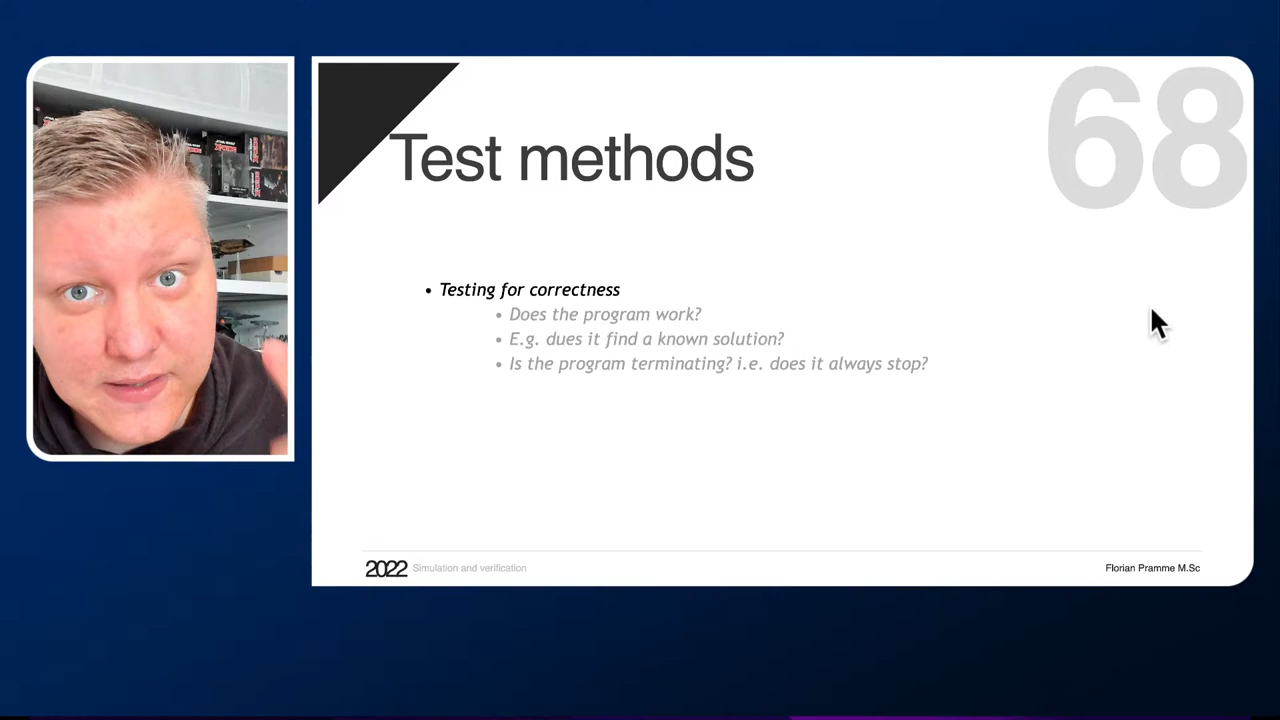 68
Test methods
• Testing for correctness
• Does the program work?
• E.g. dues it find a known solution?
• Is the program terminating? i.e. does it always stop?
2022 Simulation and verification
Florian Pramme M.Sc